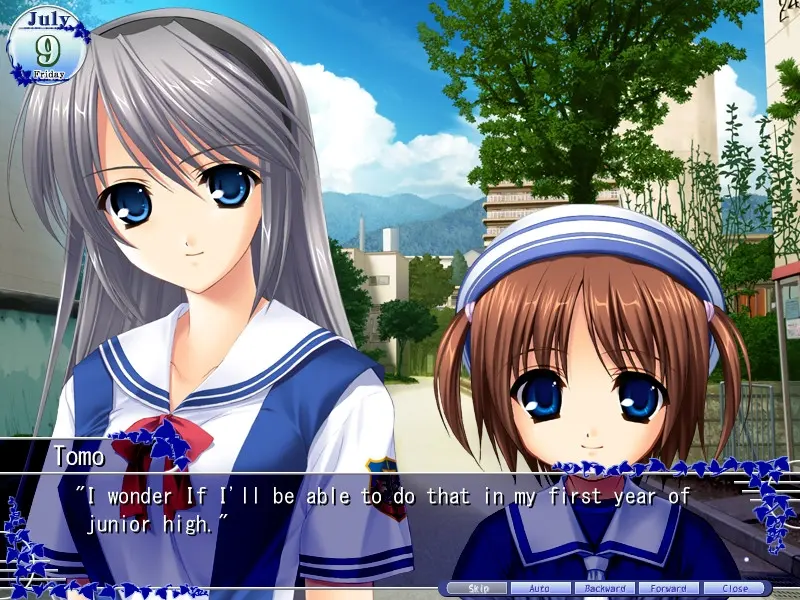 July
9
Friday
Tomo
"I wonder If I'll be able to do that in my first year of
junior high."
Skip Auto Backward Forward Close